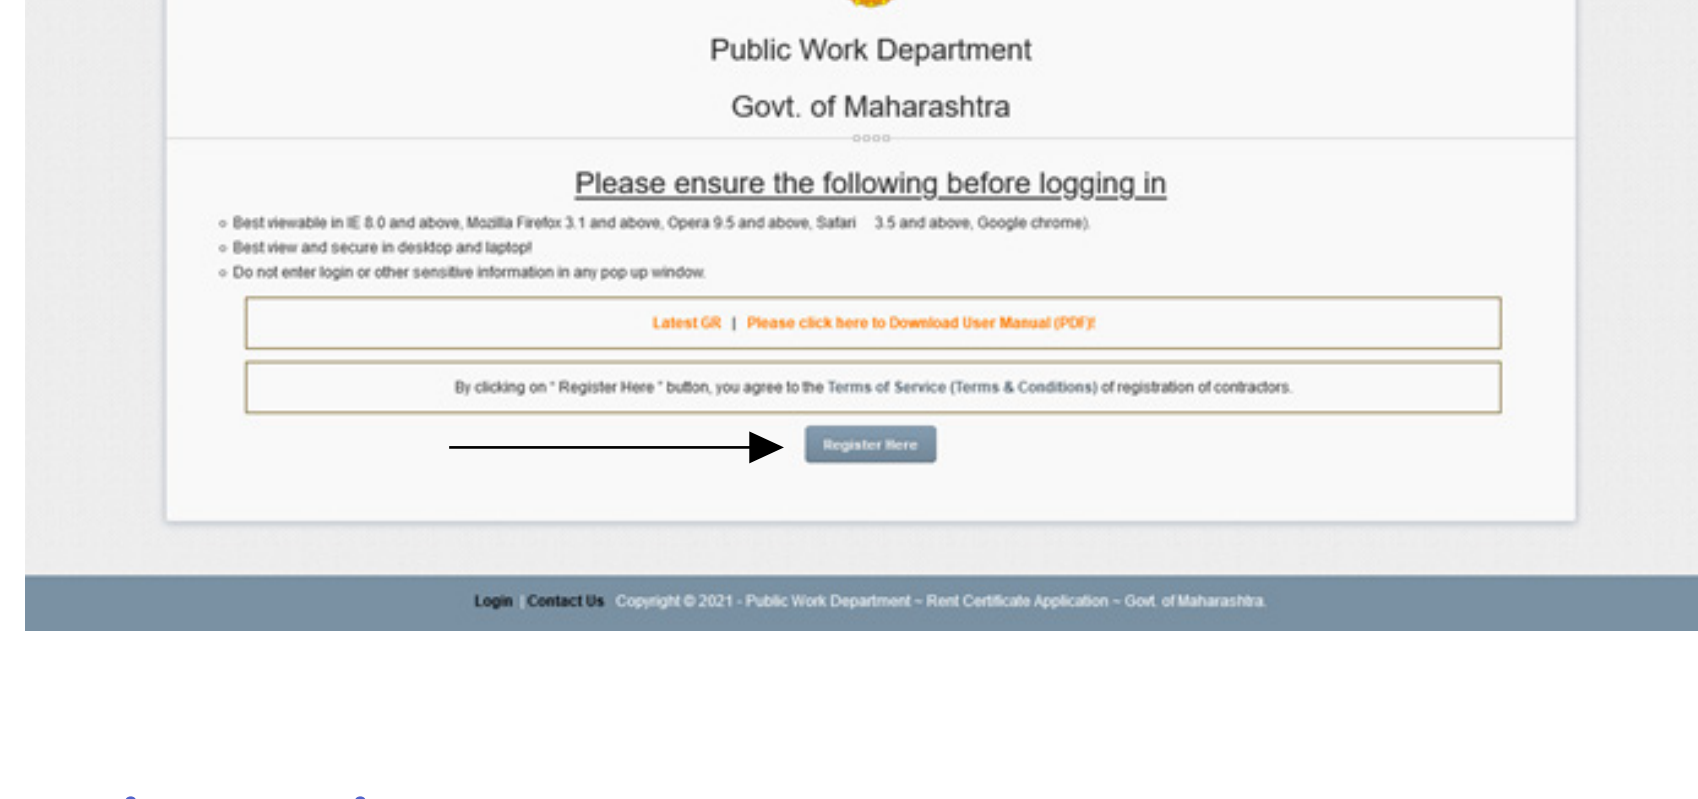 Public Work Department
Govt. of Maharashtra
Please ensure the following before logging in
Best viewable in IE 8.0 and above, Mozilla Firefox 3.1 and above, Opera 9.5 and above, Safari 3.5 and above, Google chrome).
Best view and secure in desktop and laptop!
Do not enter login or other sensitive information in any pop up window.
Latest GR | Please click here to Download User Manual (PDF)!
By clicking on " Register Here " button, you agree to the Terms of Service (Terms & Conditions) of registration of contractors.
Register Here
Login | Contact Us Copyright © 2021 - Public Work Department ~ Rent Certificate Application ~ Govt. of Maharashtra.